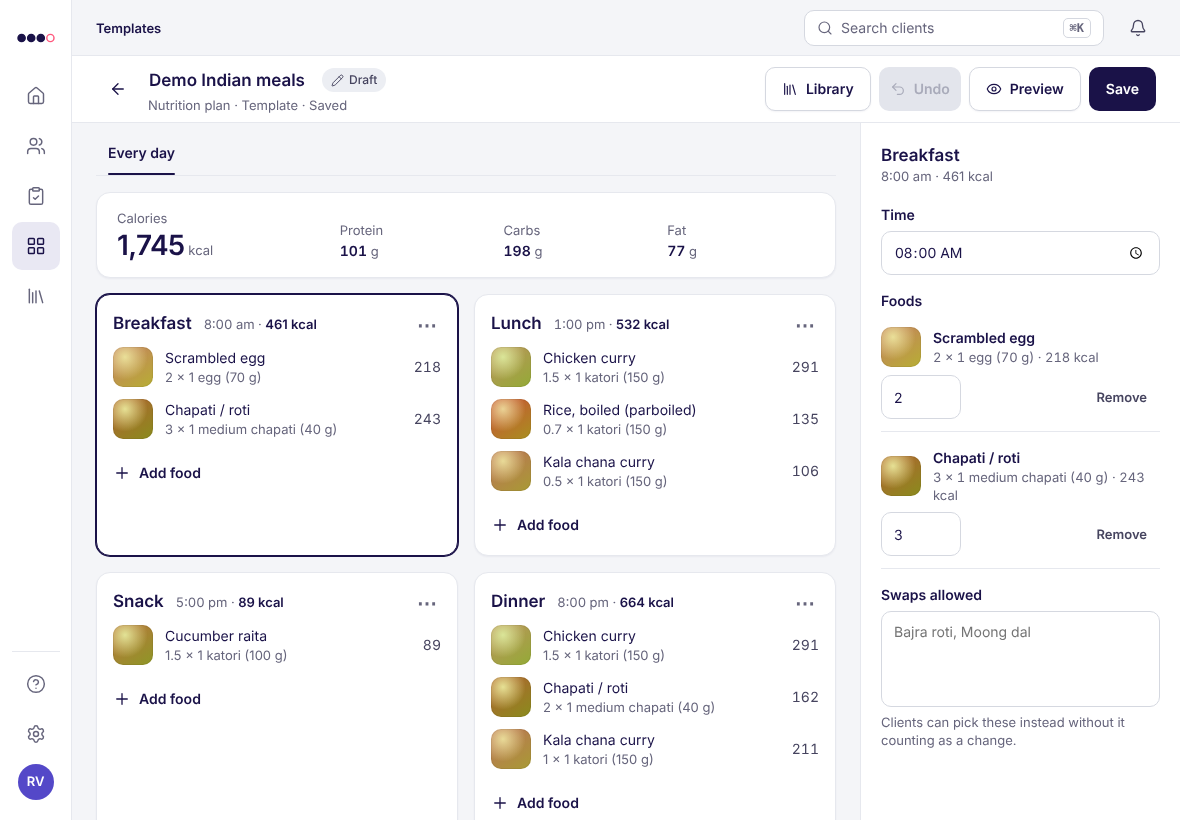 Templates
Search clients
⌘K
Demo Indian meals
Draft
Nutrition plan · Template · Saved
Library
Undo
Preview
Save
Every day
Calories
1,745 kcal
Protein
101 g
Carbs
198 g
Fat
77 g
Breakfast 8:00 am · 461 kcal
Scrambled egg
2 × 1 egg (70 g)
218
Chapati / roti
3 × 1 medium chapati (40 g)
243
Add food
Lunch 1:00 pm · 532 kcal
Chicken curry
1.5 × 1 katori (150 g)
291
Rice, boiled (parboiled)
0.7 × 1 katori (150 g)
135
Kala chana curry
0.5 × 1 katori (150 g)
106
Add food
Snack 5:00 pm · 89 kcal
Cucumber raita
1.5 × 1 katori (100 g)
89
Add food
Dinner 8:00 pm · 664 kcal
Chicken curry
1.5 × 1 katori (150 g)
291
Chapati / roti
2 × 1 medium chapati (40 g)
162
Kala chana curry
1 × 1 katori (150 g)
211
Add food
Breakfast
8:00 am · 461 kcal
Time
08:00 AM
Foods
Scrambled egg
2 × 1 egg (70 g) · 218 kcal
2
Remove
Chapati / roti
3 × 1 medium chapati (40 g) · 243
kcal
3
Remove
Swaps allowed
Bajra roti, Moong dal
Clients can pick these instead without it
counting as a change.
RV